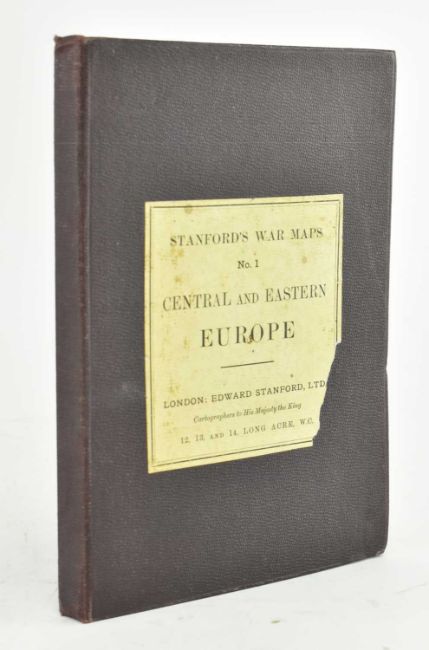 STANFORD'S WAR MAPS
No. 1
CENTRAL AND EASTERN
EUROPE
LONDON: EDWARD STANFORD, LTD.
Cartographers to His Majesty the King
12, 13, AND 14, LONG ACRE, W.C.